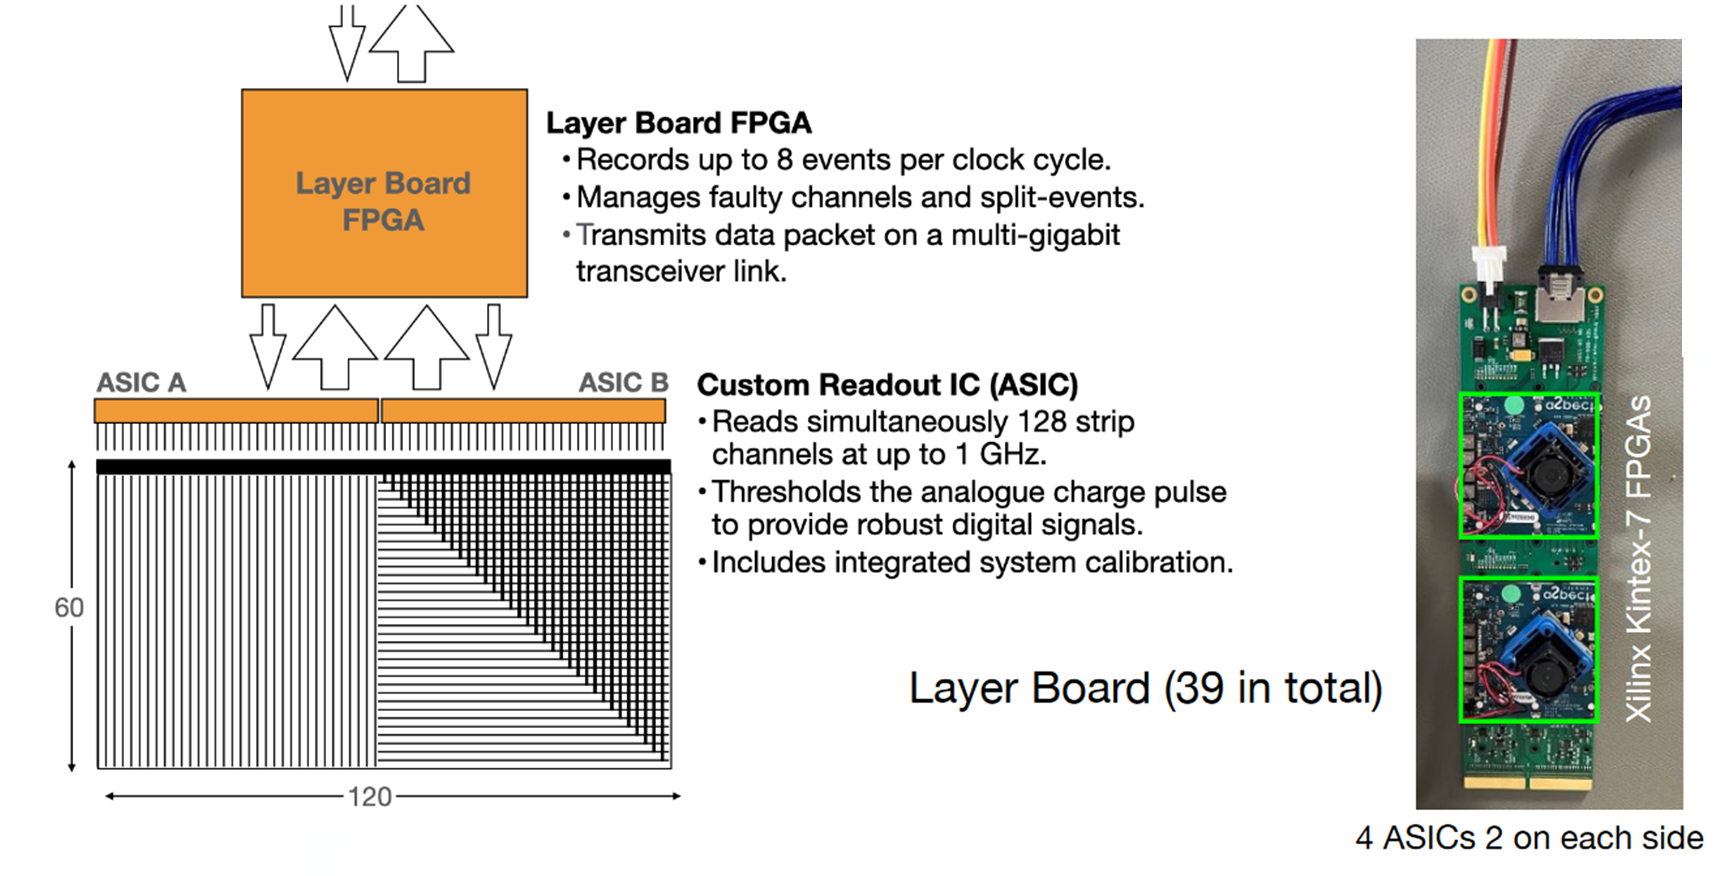 Layer Board
FPGA
Layer Board FPGA
• Records up to 8 events per clock cycle.
• Manages faulty channels and split-events.
• Transmits data packet on a multi-gigabit
transceiver link.
ASIC A
ASIC B
Custom Readout IC (ASIC)
• Reads simultaneously 128 strip
channels at up to 1 GHz.
• Thresholds the analogue charge pulse
to provide robust digital signals.
• Includes integrated system calibration.
60
120
Layer Board (39 in total)
a2pect
a2pect
Xilinx Kintex-7 FPGAs
4 ASICs 2 on each side